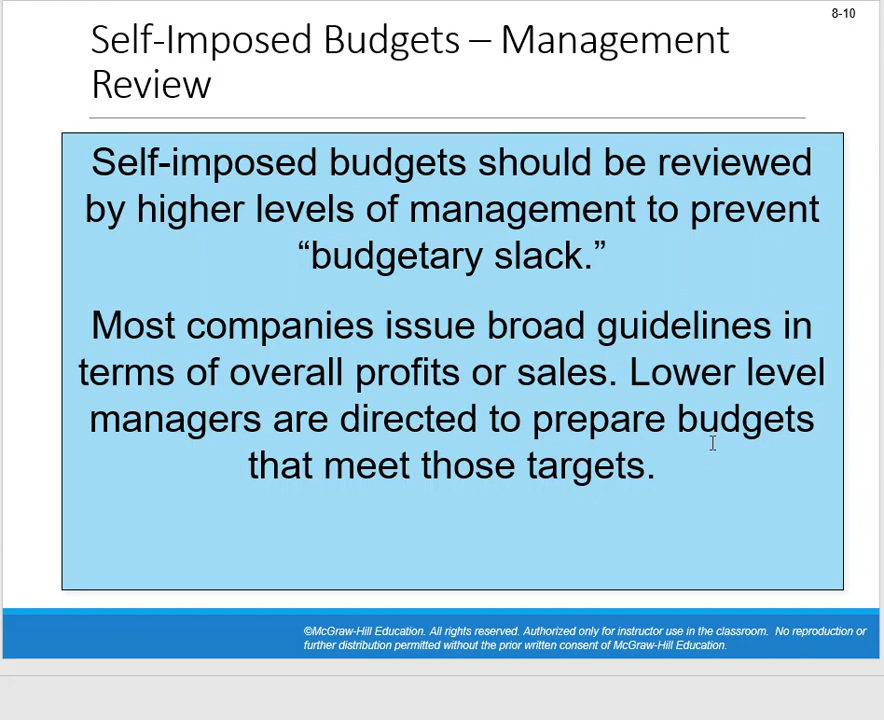 8-10
Self-Imposed Budgets – Management
Review
Self-imposed budgets should be reviewed
by higher levels of management to prevent
“budgetary slack.”
Most companies issue broad guidelines in
terms of overall profits or sales. Lower level
managers are directed to prepare budgets
that meet those targets.
©McGraw-Hill Education. All rights reserved. Authorized only for instructor use in the classroom. No reproduction or
further distribution permitted without the prior written consent of McGraw-Hill Education.